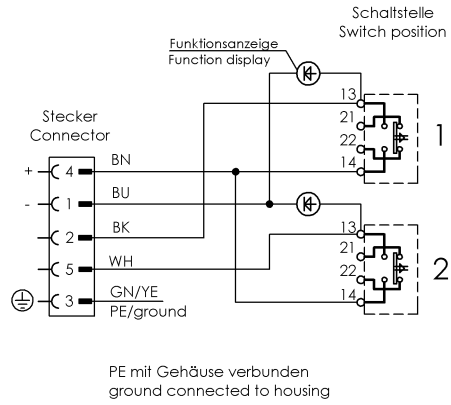 Schaltstelle
Switch position
Funktionsanzeige
Function display
Stecker
Connector
13
21
22
14
1
+ 4 BN
- 1 BU
2 BK
5 WH
3 GN/YE
PE/ground
13
21
22
14
2
PE mit Gehäuse verbunden
ground connected to housing